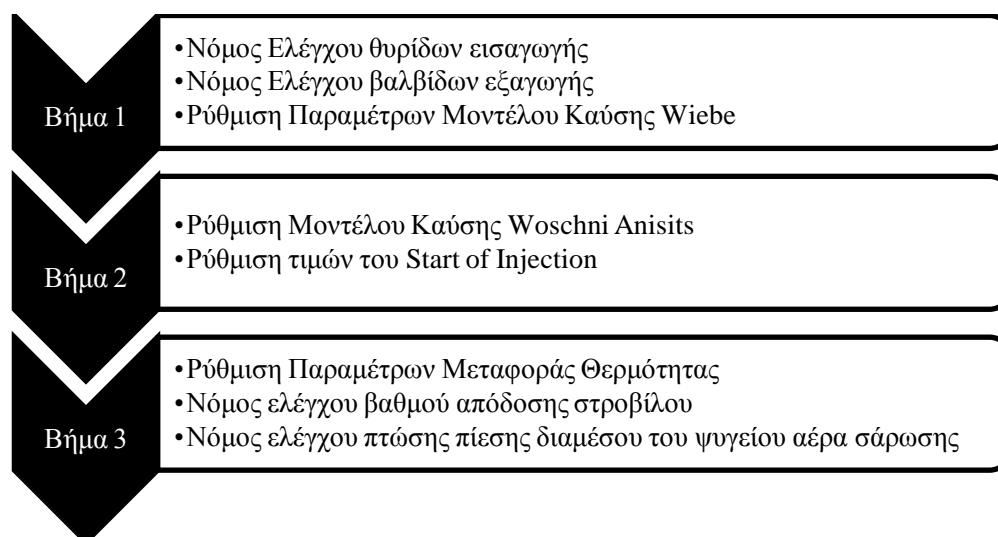 Βήμα 1
•Νόμος Ελέγχου θυρίδων εισαγωγής
•Νόμος Ελέγχου βαλβίδων εξαγωγής
•Ρύθμιση Παραμέτρων Μοντέλου Καύσης Wiebe
Βήμα 2
•Ρύθμιση Μοντέλου Καύσης Woschni Anisits
•Ρύθμιση τιμών του Start of Injection
Βήμα 3
•Ρύθμιση Παραμέτρων Μεταφοράς Θερμότητας
•Νόμος ελέγχου βαθμού απόδοσης στροβίλου
•Νόμος ελέγχου πτώσης πίεσης διαμέσου του ψυγείου αέρα σάρωσης